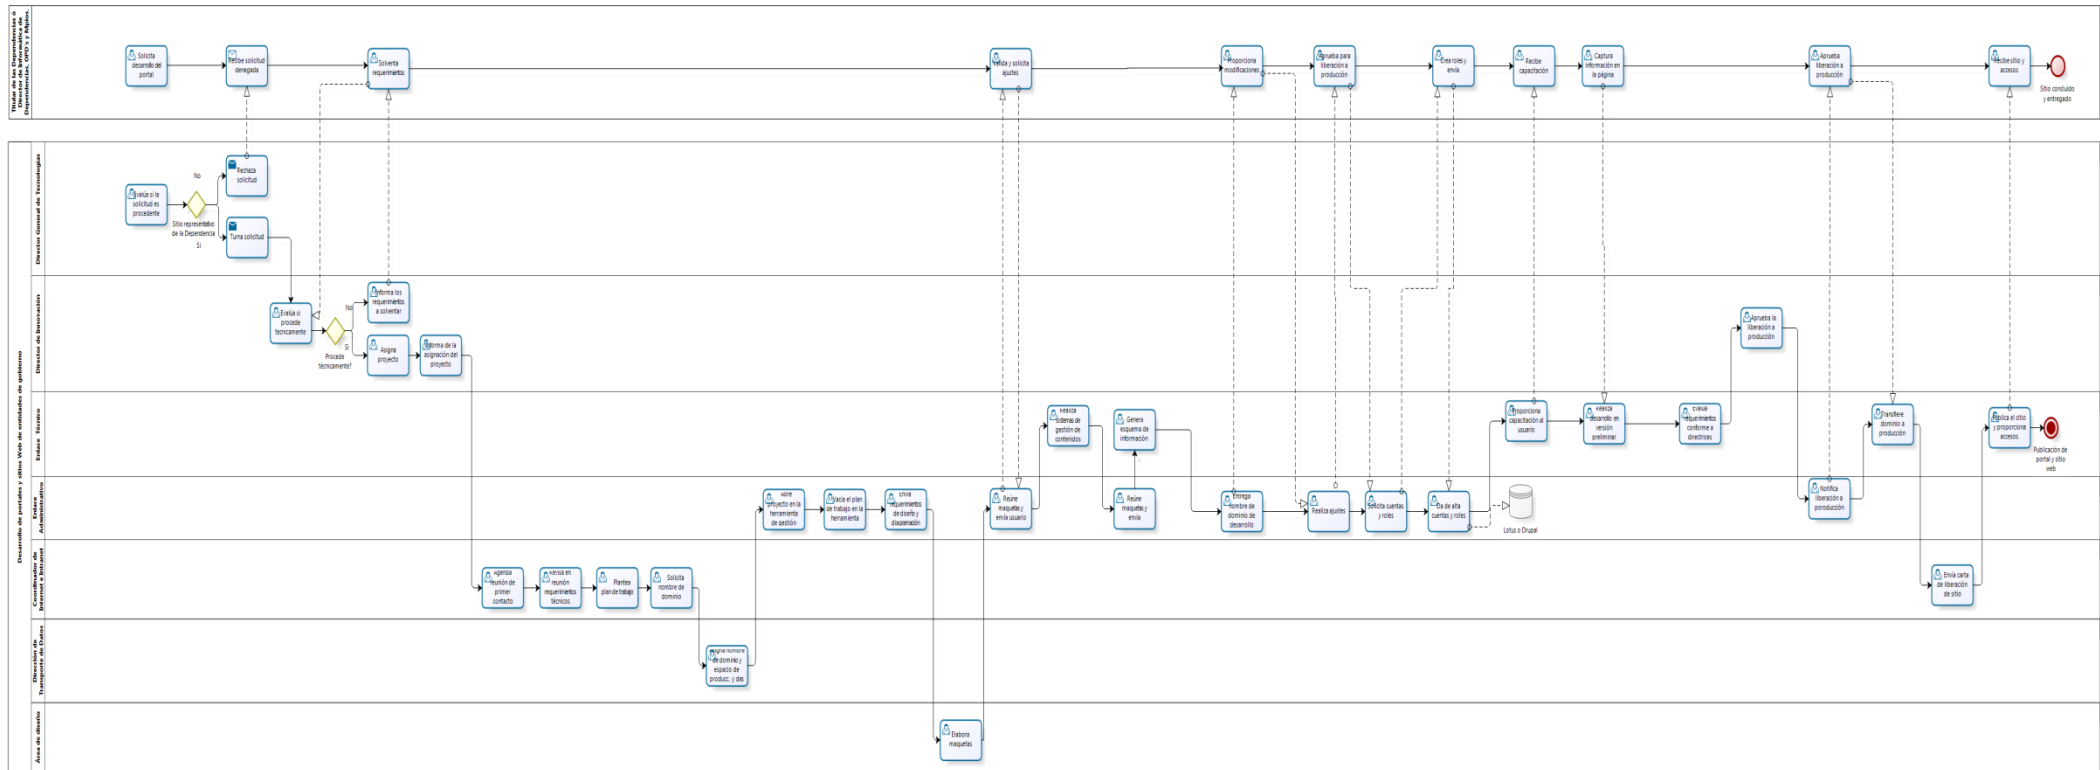 Titular de las Dependencias ó
Director de Informática de
Dependencias, OPD's y Mpios.
Solicita
desarrollo del
portal
Recibe solicitud
denegada
Solventa
requerimientos
Valida y solicita
ajustes
Proporciona
modificaciones
Aprueba para
liberación a
producción
Crea roles y
envía
Recibe
capacitación
Captura
información en
la página
Aprueba
liberación a
producción
Recibe sitio y
accesos
Sitio concluido
y entregado
Desarrollo de portales y sitios Web de entidades de gobierno
Director General de Tecnologías
Evalúa si la
solicitud es
procedente
No
Sitio representativo
de la Dependencia
Si
Rechaza
solicitud
Turna solicitud
Director de Innovación
Evalúa si
procede
tecnicamente
No
Si
Procede
técnicamente?
Informa los
requerimientos
a solventar
Asigna
proyecto
Informa de la
asignación del
proyecto
Aprueba la
liberación a
producción
Enlace Técnico
Realiza
sistemas de
gestión de
contenidos
Genera
esquema de
información
Proporciona
capacitación al
usuario
Realiza
desarrollo en
versión
preliminar
Evalúa
requerimientos
conforme a
directrices
Transfiere
dominio a
producción
Publica el sitio
y proporciona
accesos
Publicación de
portal y sitio
web
Enlace
Administrativo
Abre
proyecto en la
herramienta
de gestión
Vacía el plan
de trabajo en la
herramienta
Envía
requerimientos
de diseño y
diagramación
Reúne
maquetas y
envía usuario
Reúne
maquetas y
envía
Entrega
nombre de
dominio de
desarrollo
Realiza ajustes
Solicita cuentas
y roles
Da de alta
cuentas y roles
Lotus o Drupal
Notifica
liberación a
poroducción
Coordinador de
Internet e Intranet
Agenda
reunión de
primer
contacto
Revisa en
reunión
requerimientos
técnicos
Plantea
plan de trabajo
Solicita
nombre de
dominio
Envía carta
de liberación
de sitio
Dirección de
Transporte de Datos
nombre
de dominio y
espacio de
producc. y des
Área de diseño
Elabora
maquetas